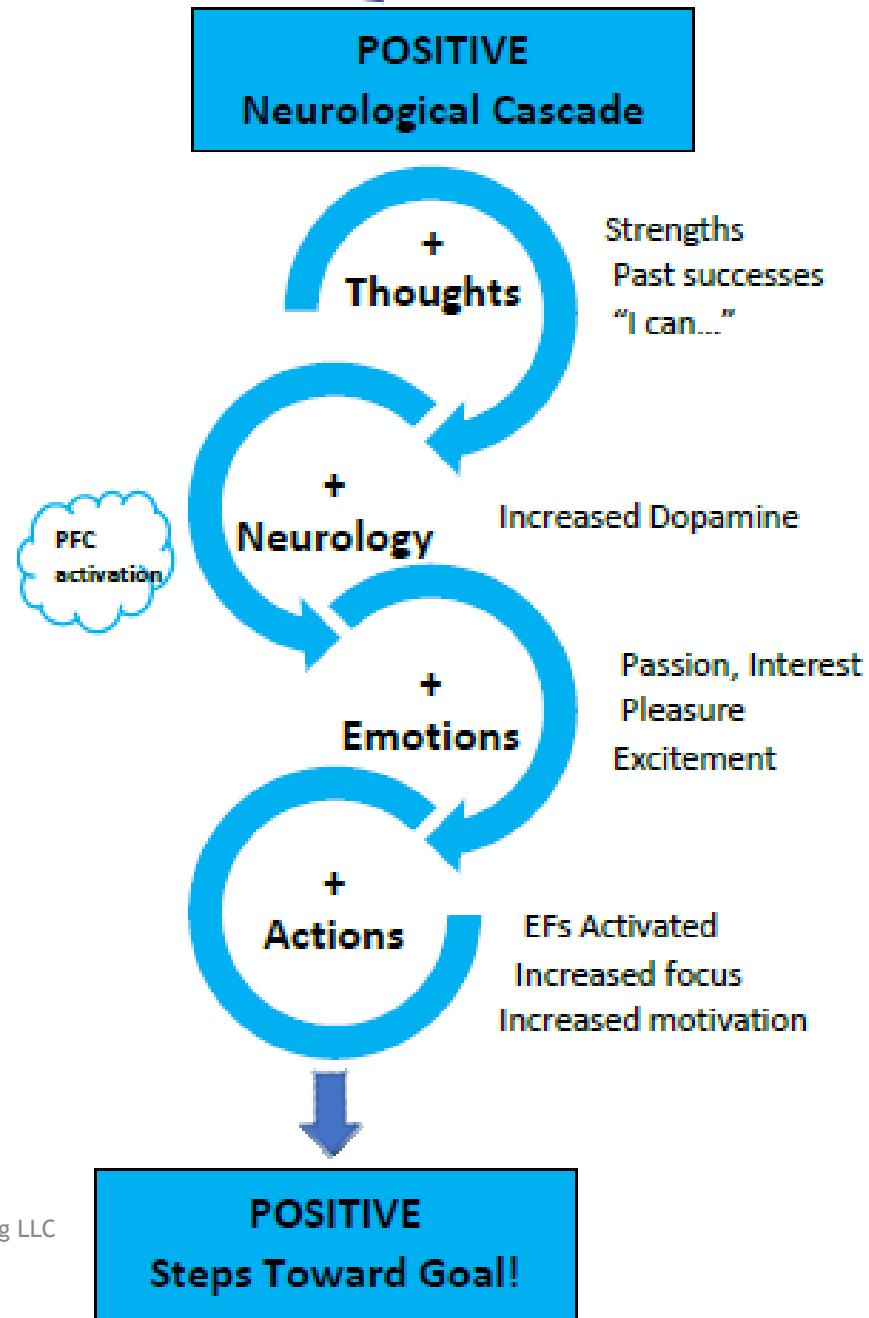 POSITIVE
Neurological Cascade
+
Thoughts
Strengths
Past successes
“I can...”
+
Neurology
PFC
activation
Increased Dopamine
+
Emotions
Passion, Interest
Pleasure
Excitement
+
Actions
EFs Activated
Increased focus
Increased motivation
g LLC
POSITIVE
Steps Toward Goal!